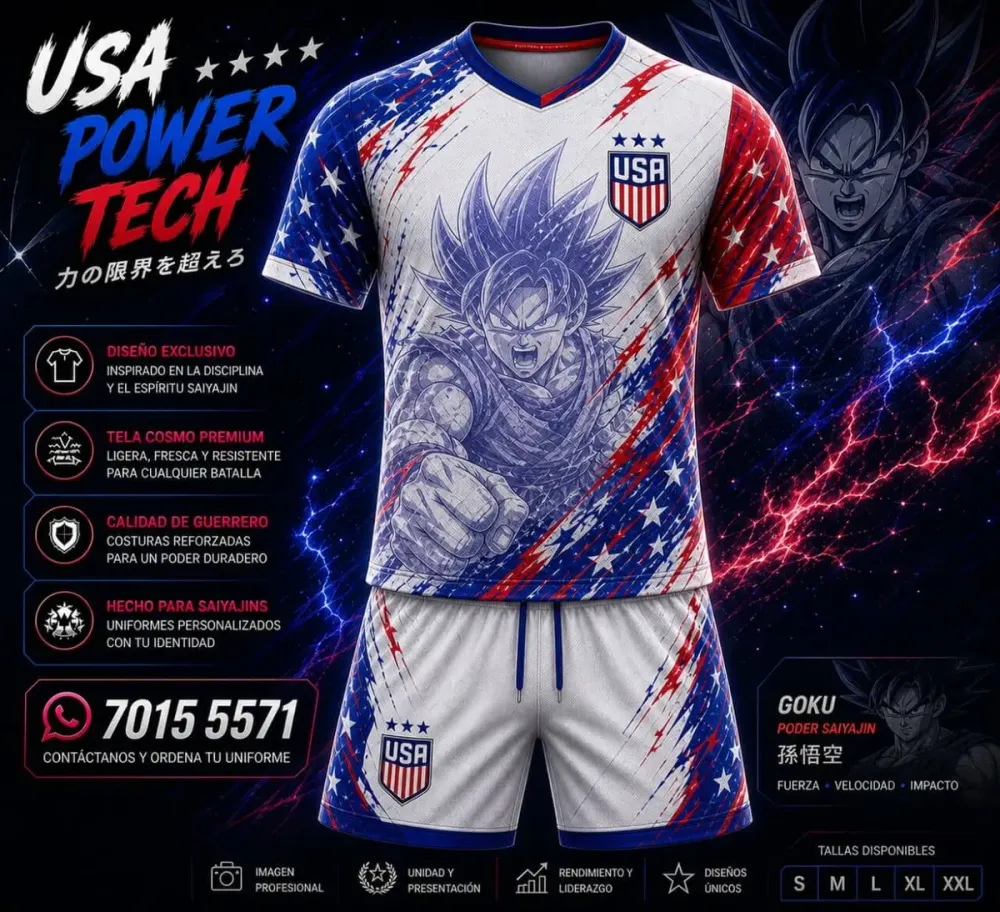 USA
POWER
TECH
力の限界を超えろ
USA
DISEÑO EXCLUSIVO
INSPIRADO EN LA DISCIPLINA
Y EL ESPÍRITU SAIYAJIN
TELA COSMO PREMIUM
LIGERA, FRESCA Y RESISTENTE
PARA CUALQUIER BATALLA
CALIDAD DE GUERRERO
COSTURAS REFORZADAS
PARA UN PODER DURADERO
HECHO PARA SAIYAJINS
UNIFORMES PERSONALIZADOS
CON TU IDENTIDAD
7015 5571
CONTÁCTANOS Y ORDENA TU UNIFORME
USA
GOKU
PODER SAIYAJIN
孫悟空
FUERZA • VELOCIDAD • IMPACTO
IMAGEN
PROFESIONAL
UNIDAD Y
PRESENTACIÓN
RENDIMIENTO Y
LIDERAZGO
DISEÑOS
ÚNICOS
TALLAS DISPONIBLES
S M L XL XXL